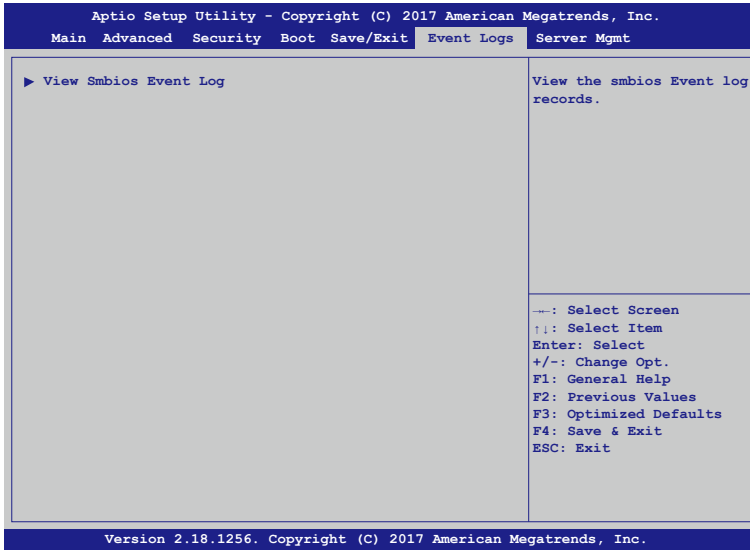 Aptio Setup Utility - Copyright (C) 2017 American Megatrends, Inc.
Main Advanced Security Boot Save/Exit Event Logs Server Mgmt
▶ View Smbios Event Log
View the smbios Event log
records.
→←: Select Screen
↑↓: Select Item
Enter: Select
+/-: Change Opt.
F1: General Help
F2: Previous Values
F3: Optimized Defaults
F4: Save & Exit
ESC: Exit
Version 2.18.1256. Copyright (C) 2017 American Megatrends, Inc.